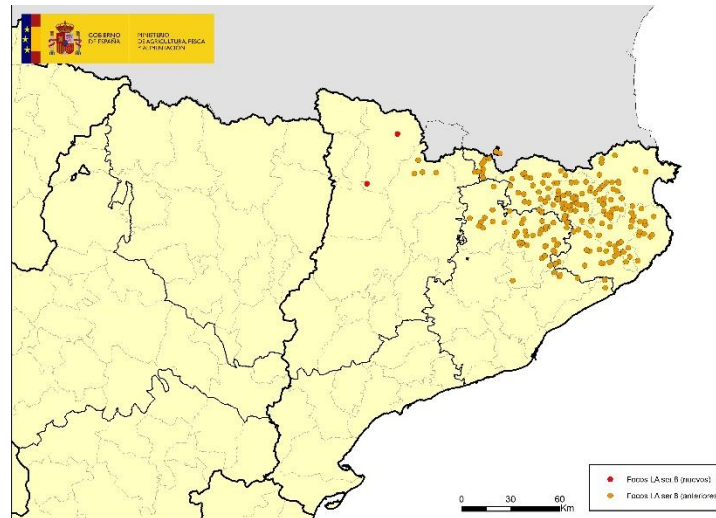 GOBIERNO
DE ESPAÑA
MINISTERIO
DE AGRICULTURA, PESCA
Y ALIMENTACIÓN
Focos LA ser 8 (nuevos)
Focos LA ser 8 (anteriores)
0 15 30 60
Km